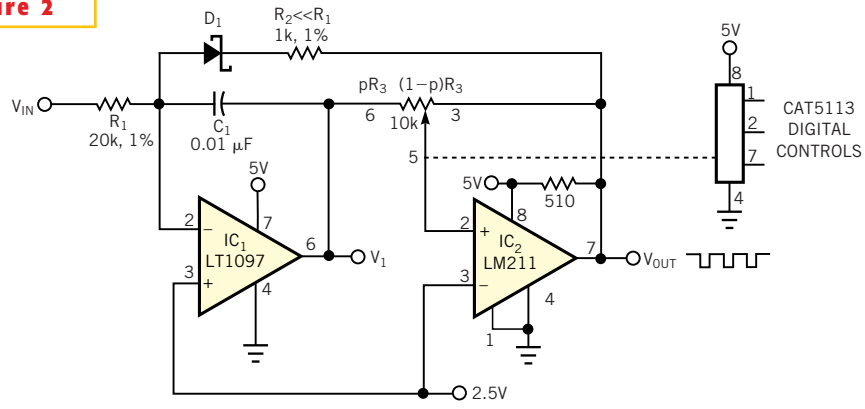 ure 2
D1
R2<<R1
1k, 1%
5V
8
VIN
R1
20k, 1%
C1
0.01 µF
pR3 (1–p)R3
6
10k
3
5
1
2
7
4
CAT5113
DIGITAL
CONTROLS
5V
7
2
–
3
+
IC1
LT1097
6
4
V1
5V
510
8
2
+
3
–
IC2
LM211
7
4
1
VOUT
2.5V